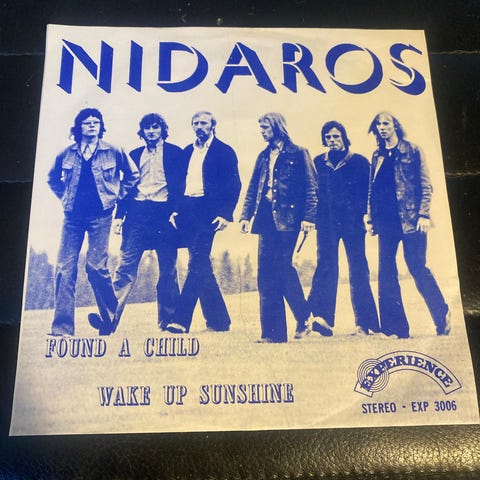 NIDAROS
FOUND A CHILD
WAKE UP SUNSHINE
EXPERIENCE
STEREO - EXP 3006